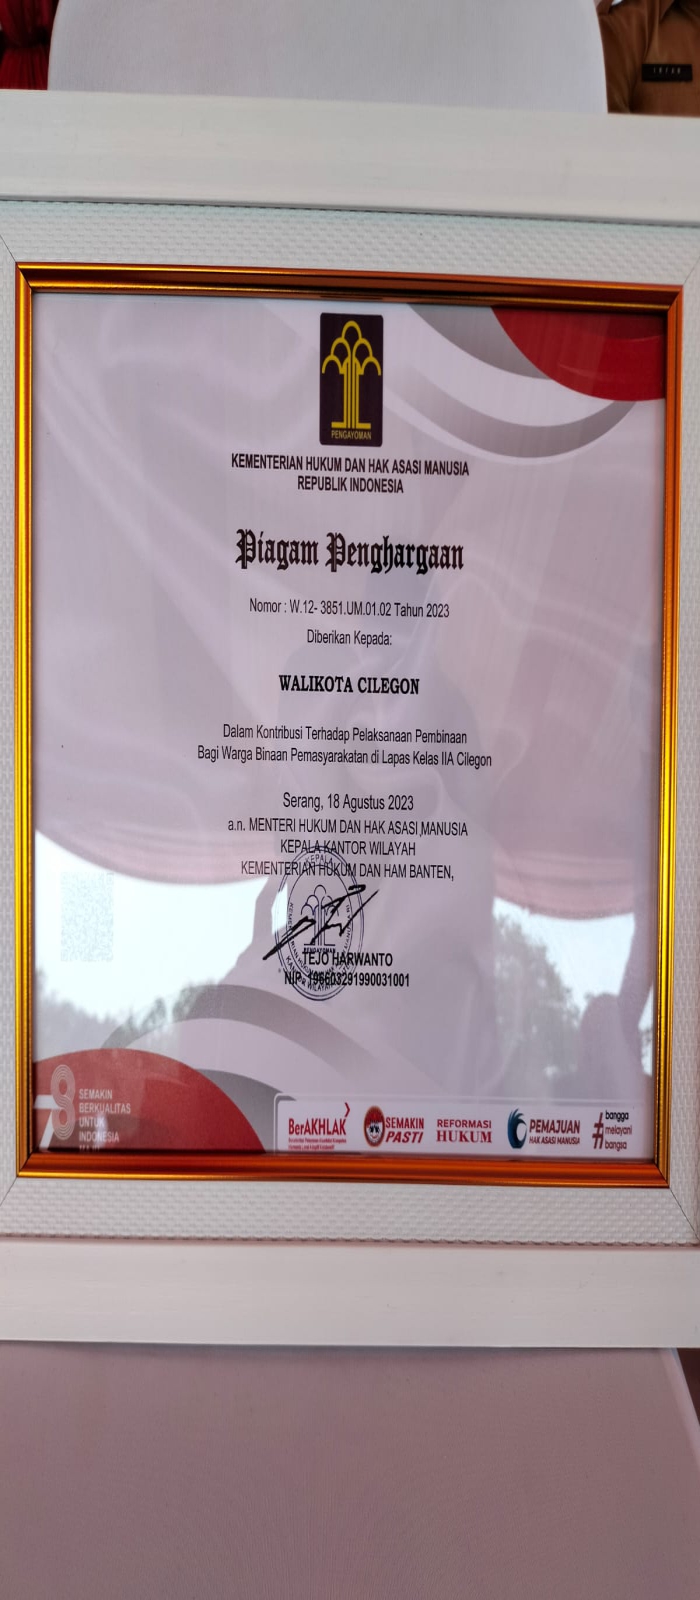 PENGAYOMAN
KEMENTERIAN HUKUM DAN HAK ASASI MANUSIA
REPUBLIK INDONESIA
Piagam Penghargaan
Nomor : W.12- 3851.UM.01.02 Tahun 2023
Diberikan Kepada:
WALIKOTA CILEGON
Dalam Kontribusi Terhadap Pelaksanaan Pembinaan
Bagi Warga Binaan Pemasyarakatan di Lapas Kelas IIA Cilegon
Serang, 18 Agustus 2023
a.n. MENTERI HUKUM DAN HAK ASASI MANUSIA
KEPALA KANTOR WILAYAH
KEMENTERIAN HUKUM DAN HAM BANTEN,
KEPALA
PENGAYOMAN
TEJO HARWANTO
NIP. 196603291990031001
78
SEMAKIN
BERKUALITAS
UNTUK
INDONESIA
BerAKHLAK
SEMAKIN
PASTI
REFORMASI
HUKUM
PEMAJUAN
HAK ASASI MANUSIA
#bangga
melayani
bangsa